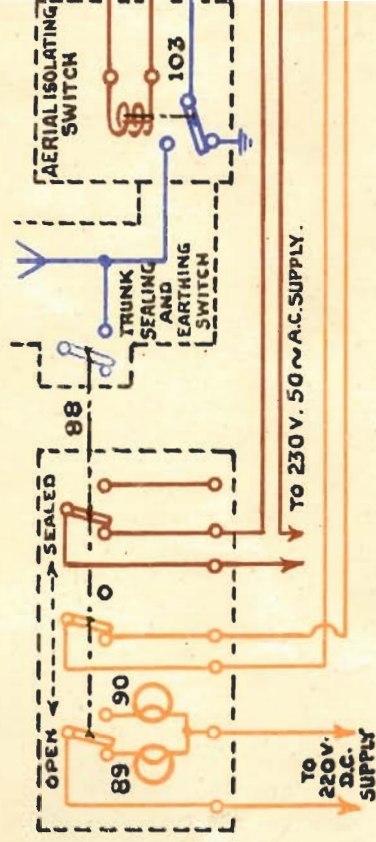 AERIAL ISOLATING
SWITCH
103
TRUNK
SEALING
AND
EARTHING
SWITCH
88
TO 230 V. 50 ~ A.C. SUPPLY.
OPEN
SEALED
O
90
89
TO
220V.
D.C.
SUPPLY